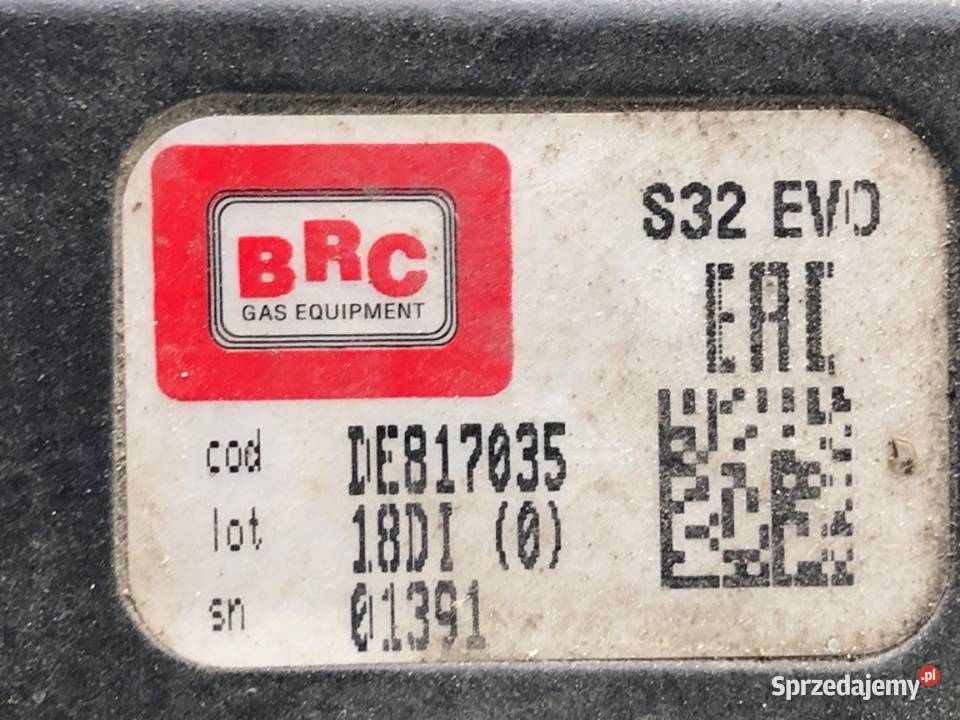 BRC
GAS EQUIPMENT
S32 EVO
EAC
cod DE817035
lot 18DI (0)
sn 01391
Sprzedajemy.pl